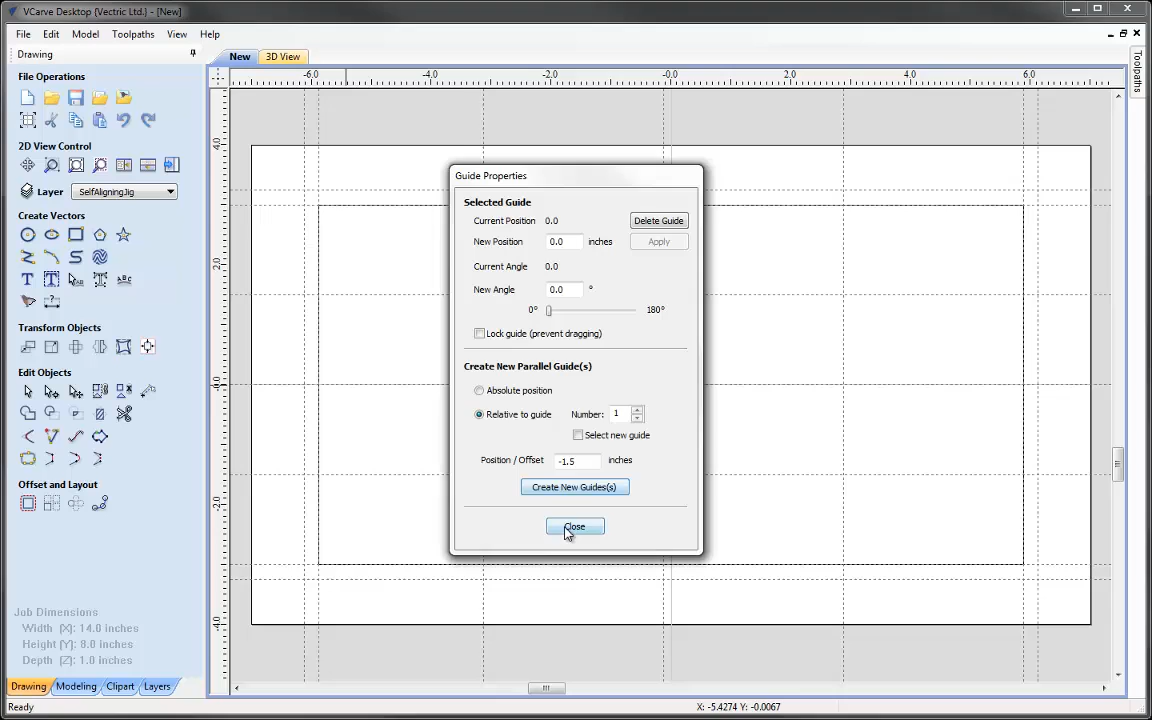 VCarve Desktop {Vectric Ltd.} - [New]
File Edit Model Toolpaths View Help
Drawing
New 3D View
Toolpaths
File Operations
2D View Control
Layer SelfAligningJig
Create Vectors
Transform Objects
Edit Objects
Offset and Layout
Job Dimensions
Width (X): 14.0 inches
Height (Y): 8.0 inches
Depth (Z): 1.0 inches
Drawing Modeling Clipart Layers
Ready
X: -5.4274 Y: -0.0067
-6.0 -4.0 -2.0 -0.0 2.0 4.0 6.0
4.0
2.0
-0.0
-2.0
-4.0
Guide Properties
Selected Guide
Current Position 0.0 Delete Guide
New Position 0.0 inches Apply
Current Angle 0.0
New Angle 0.0 °
0° 180°
Lock guide (prevent dragging)
Create New Parallel Guide(s)
Absolute position
Relative to guide Number: 1
Select new guide
Position / Offset -1.5 inches
Create New Guides(s)
Close